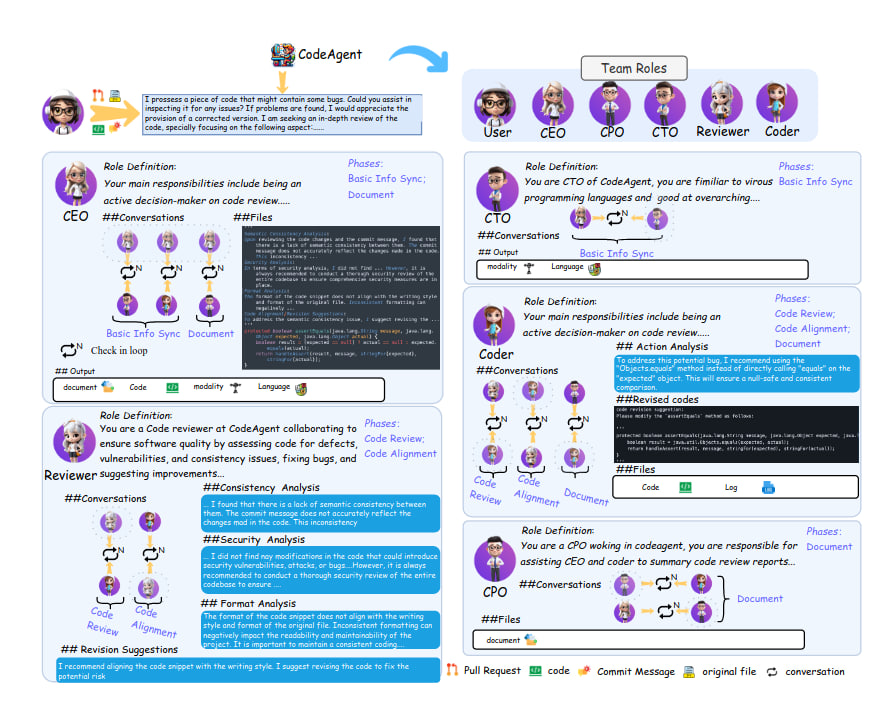 CodeAgent
I prossess a piece of code that might contain some bugs. Could you assist in
inspecting it for any issues? If problems are found, I would appreciate the
provision of a corrected version. I am seeking an in-depth review of the
code, specially focusing on the following aspect:......
Team Roles
User CEO CPO CTO Reviewer Coder
CEO
Role Definition:
Your main responsibilities include being an
active decision-maker on code review.....
Phases:
Basic Info Sync;
Document
##Conversations
N N N
Basic Info Sync Document
N Check in loop
##Files
'''
Semantic Consistency Analysis
Upon reviewing the code changes and the commit message, I found that
there is a lack of semantic consistency between them. The commit
message does not accurately reflect the changes made in the code.
This inconsistency ...
Security Analysis
In terms of security analysis, I did not find ... However, it is
always recommended to conduct a thorough security review of the
entire codebase to ensure comprehensive security measures are in
place.
Format Analysis
The format of the code snippet does not align with the writing style
and format of the original file. Inconsistent formatting can
negatively ...
Code Alignment/Revision Suggestions
To address the semantic consistency issue, I suggest revising the ...
'''
protected boolean assertEquals(java.lang.String message, java.lang.
Object expected, java.lang.Object actual) {
boolean result = (expected == null) ? actual == null : expected.
equals(actual);
return handleAssert(result, message, stringFor(expected),
stringFor(actual));
}
## Output
document Code modality Language
Reviewer
Role Definition:
You are a Code reviewer at CodeAgent collaborating to
ensure software quality by assessing code for defects,
vulnerabilities, and consistency issues, fixing bugs, and
suggesting improvements...
Phases:
Code Review;
Code Alignment
##Conversations
N N
Code Review
Code Alignment
##Consistency Analysis
... I found that there is a lack of semantic consistency between
them. The commit message does not accurately reflect the
changes mad in the code. This inconsistency
##Security Analysis
... I did not find nay modifications in the code that could introduce
security vulnerabilities, attacks, or bugs...However, it is always
recommended to conduct a thorough security review of the entire
codebase to ensure ....
## Format Analysis
The format of the code snippet does not align with the writing
style and format of the original file. Inconsistent formatting can
negatively impact the readability and maintainability of the
project. It is important to maintain a consistent coding....
## Revision Suggestions
I recommend aligning the code snippet with the writing style. I suggest revising the code to fix the
potential risk
CTO
Role Definition:
You are CTO of CodeAgent, you are fimiliar to virous
programming languages and good at overarching....
Phases:
Basic Info Sync
##Conversations
N
Basic Info Sync
## Output
modality Language
Coder
Role Definition:
Your main responsibilities include being an
active decision-maker on code review.....
Phases:
Code Review;
Code Alignment;
Document
##Conversations
N N N
Code Review
Code Alignment
Document
## Action Analysis
To address this potential bug, I recommend using the
"Objects.equals" method instead of directly calling "equals" on the
"expected" object. This will ensure a null-safe and consistent
comparison.
##Revised codes
code revision suggestion:
Please modify the `assertEquals` method as follows:
'''
protected boolean assertEquals(java.lang.String message, java.lang.Object expected, java.l
boolean result = java.util.Objects.equals(expected, actual);
return handleAssert(result, message, stringFor(expected), stringFor(actual));
}
##Files
Code Log
CPO
Role Definition:
You are a CPO woking in codeagent, you are responsible for
assisting CEO and coder to summary code review reports...
Phases:
Document
##Conversations
N
N
Document
##Files
document
Pull Request code Commit Message original file conversation